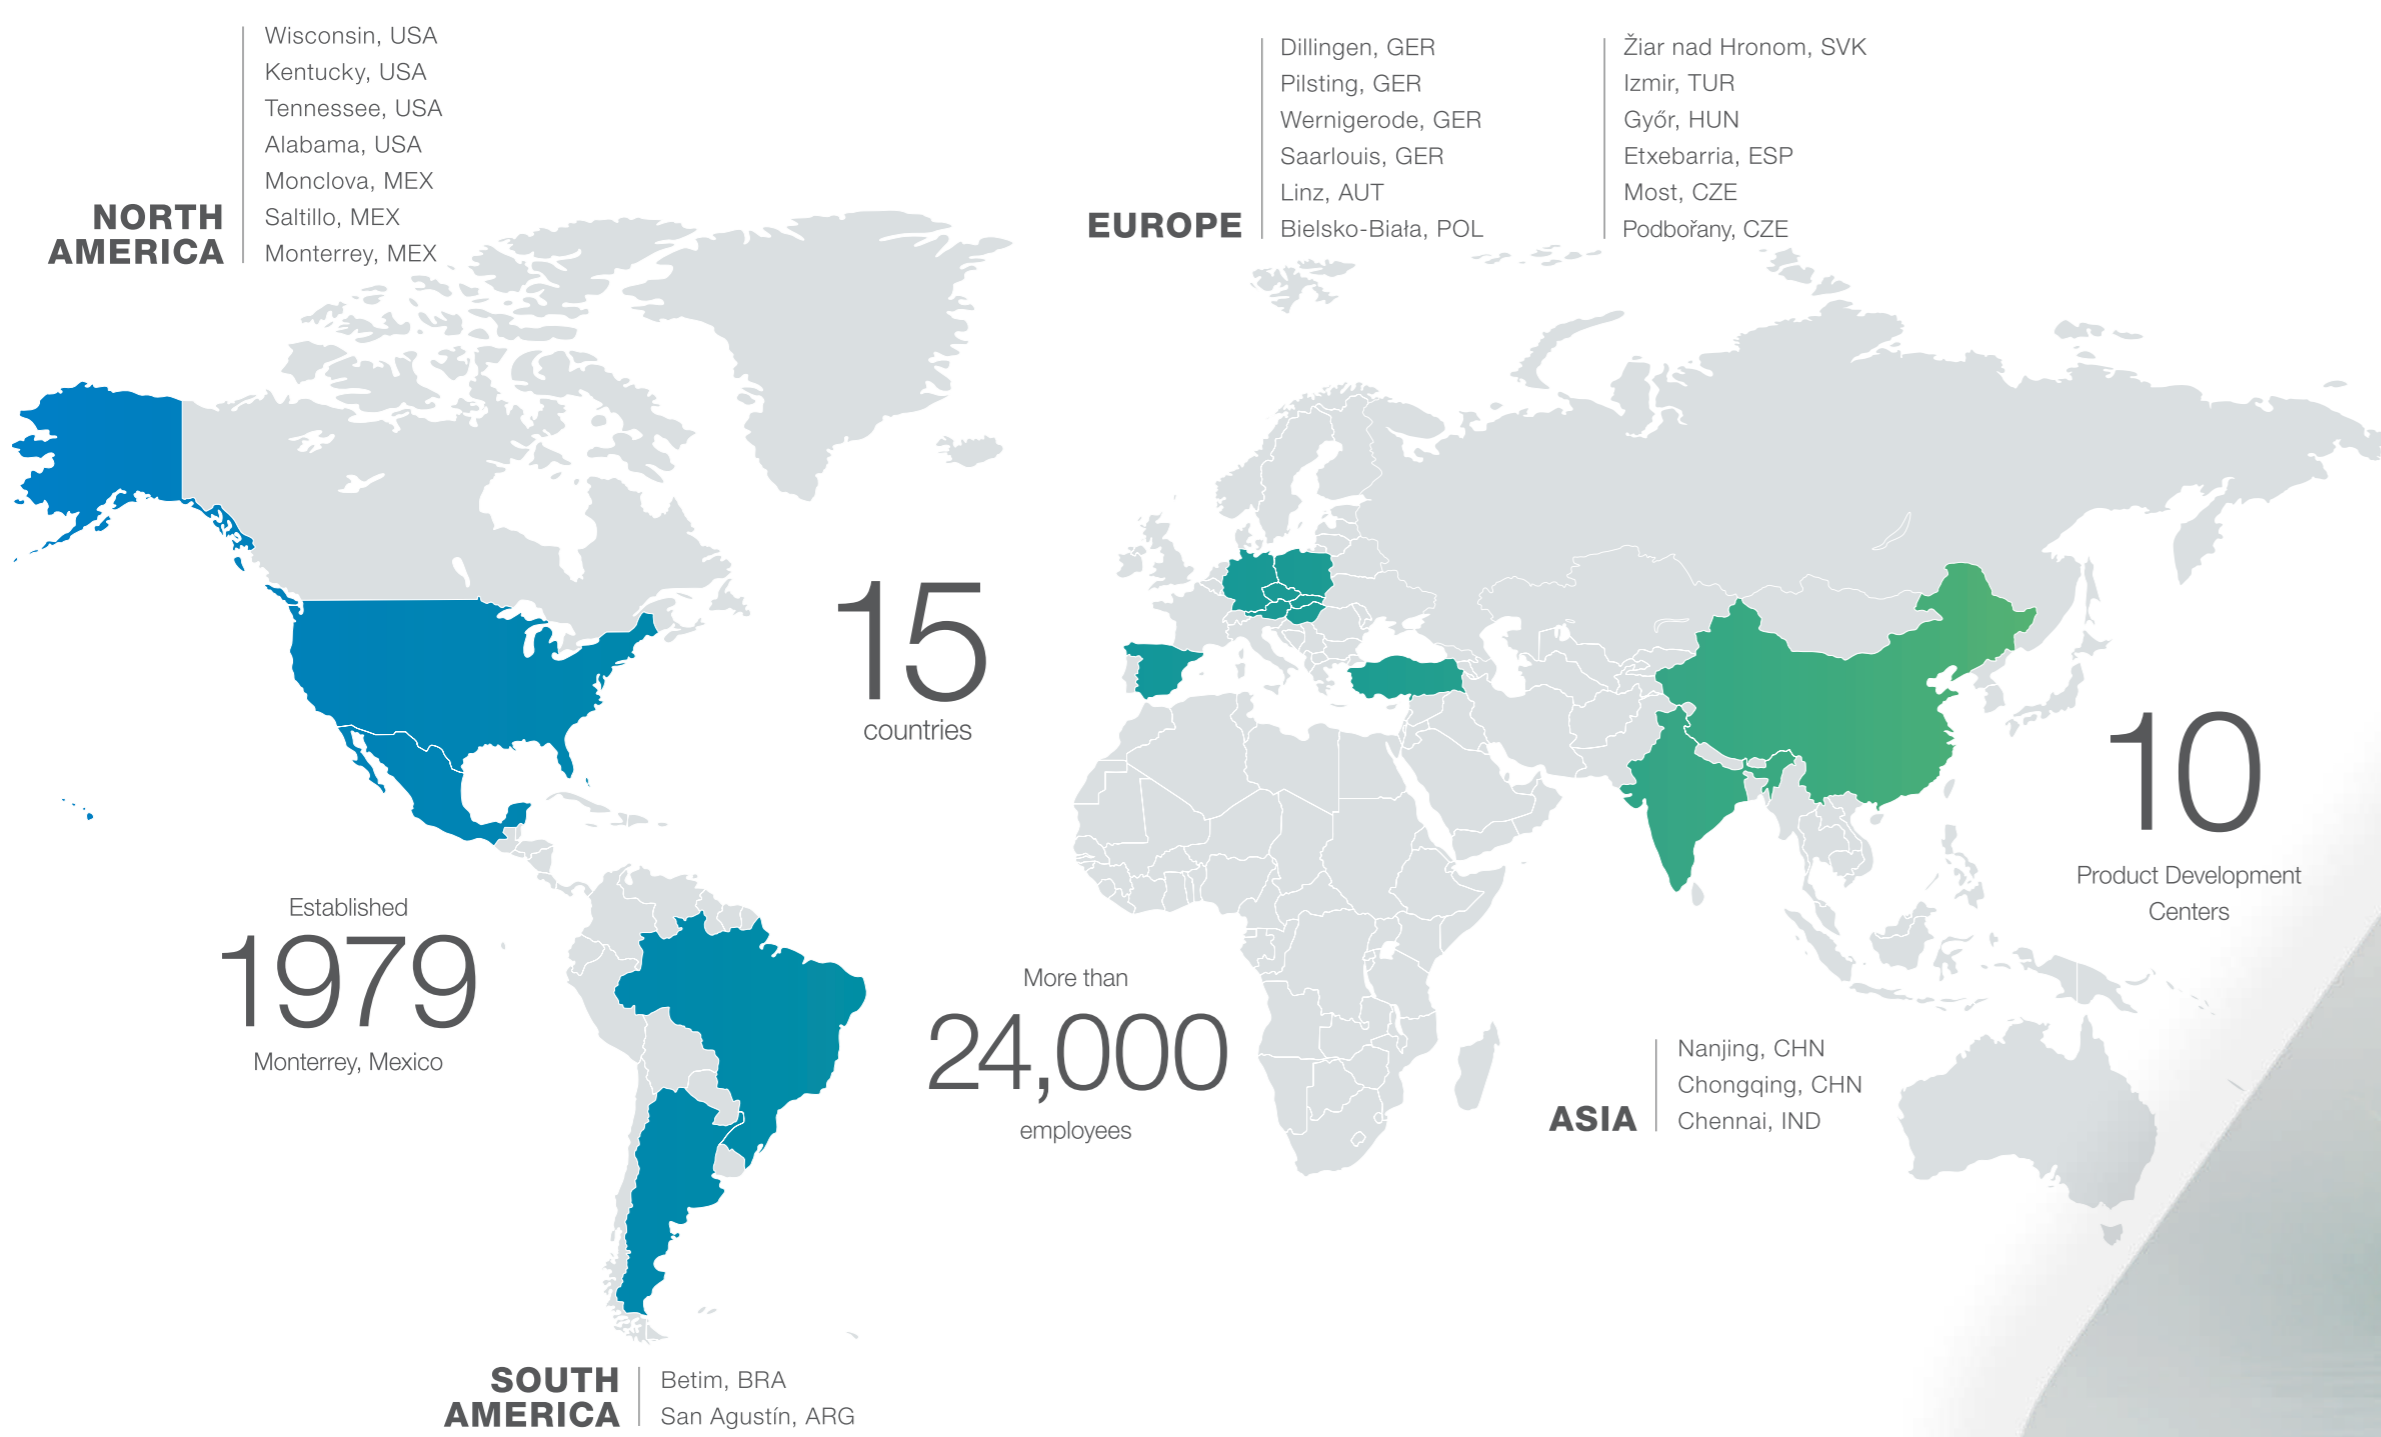 Wisconsin, USA
Kentucky, USA
Tennessee, USA
Alabama, USA
Monclova, MEX
Saltillo, MEX
Monterrey, MEX
NORTH
AMERICA
EUROPE
Dillingen, GER
Pilsting, GER
Wernigerode, GER
Saarlouis, GER
Linz, AUT
Bielsko-Biała, POL
Žiar nad Hronom, SVK
Izmir, TUR
Győr, HUN
Etxebarria, ESP
Most, CZE
Podbořany, CZE
15
countries
10
Product Development
Centers
Established
1979
Monterrey, Mexico
More than
24,000
employees
ASIA
Nanjing, CHN
Chongqing, CHN
Chennai, IND
SOUTH
AMERICA
Betim, BRA
San Agustín, ARG